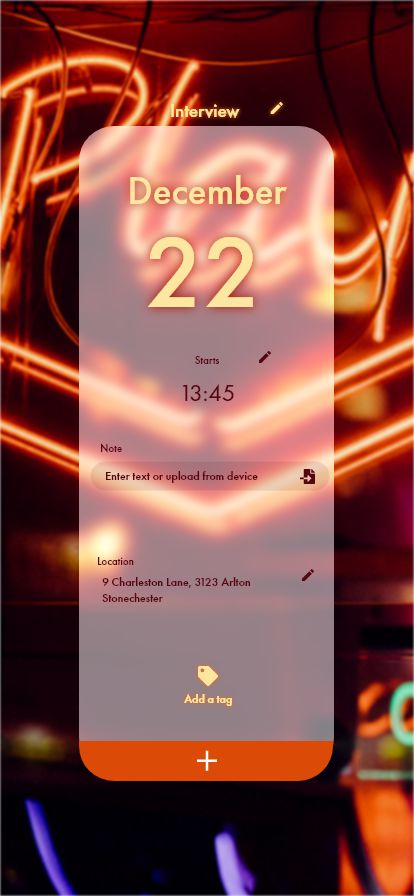 Interview
December
22
Starts
13:45
Note
Enter text or upload from device
Location
9 Charleston Lane, 3123 Arlton
Stonechester
Add a tag